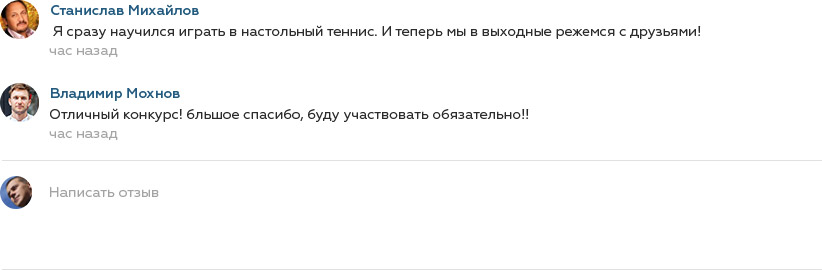 Станислав Михайлов
Я сразу научился играть в настольный теннис. И теперь мы в выходные режемся с друзьями!
час назад
Владимир Мохнов
Отличный конкурс! бльшое спасибо, буду участвовать обязательно!!
час назад
Написать отзыв